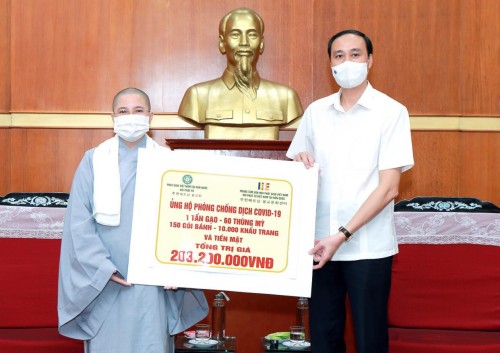 ỦNG HỘ PHÒNG CHỐNG DỊCH COVID-19
1 TẤN GẠO - 60 THÙNG MỲ
150 GÓI BÁNH - 10.000 KHẨU TRANG
VÀ TIỀN MẶT
TỔNG TRỊ GIÁ
203.200.000VNĐ